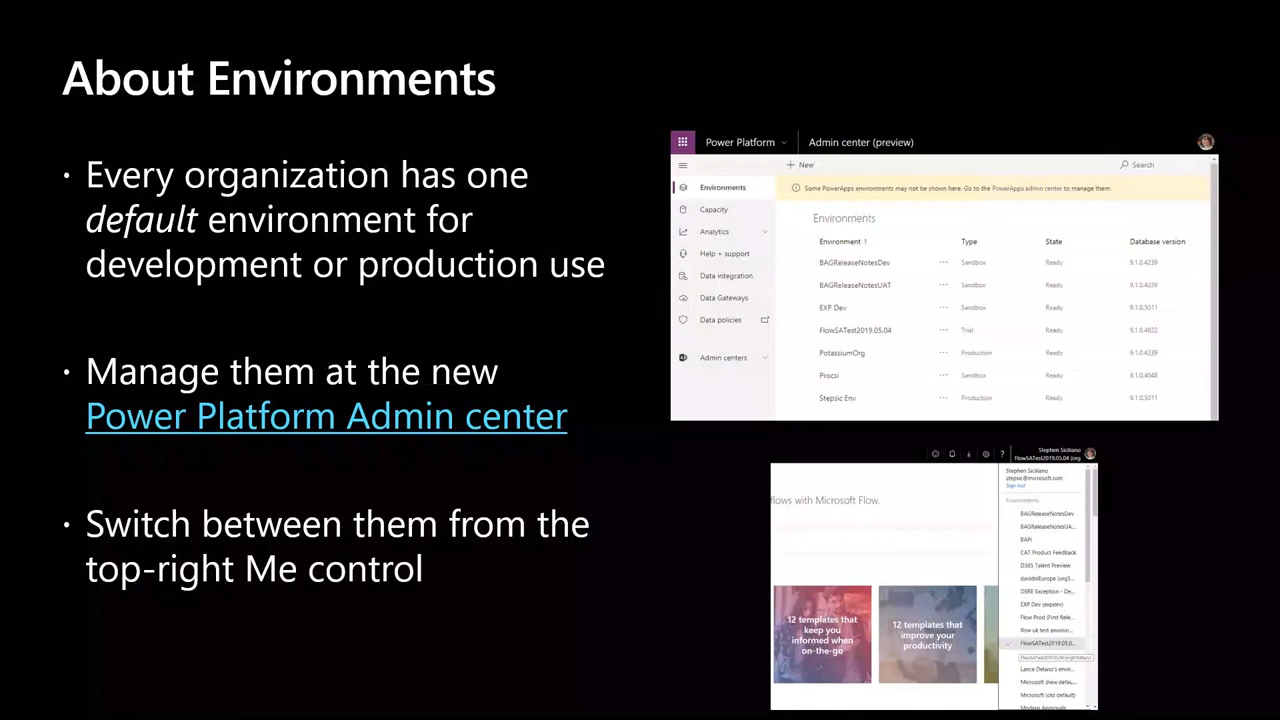 About Environments
• Every organization has one
default environment for
development or production use
• Manage them at the new
Power Platform Admin center
• Switch between them from the
top-right Me control
Power Platform
Admin center (preview)
New
Search
Environments
Capacity
Analytics
Help + support
Data integration
Data Gateways
Data policies
Admin centers
Some PowerApps environments may not be shown here. Go to the PowerApps admin center to manage them.
Environments
Environment ↑ Type State Database version
BAGReleaseNotesDev ... Sandbox Ready 9.1.0.4239
BAGReleaseNotesUAT ... Sandbox Ready 9.1.0.4239
EXP Dev ... Sandbox Ready 9.1.0.5011
FlowSATest2019.05.04 ... Trial Ready 9.1.0.4822
PotassiumOrg ... Production Ready 9.1.0.4239
Procsi ... Sandbox Ready 9.1.0.4048
Stepsic Env ... Production Ready 9.1.0.5011
?
Stephen Siciliano
FlowSATest2019.05.04 (org
flows with Microsoft Flow.
12 templates that
keep you
informed when
on-the-go
12 templates that
improve your
productivity
Stephen Siciliano
stepsic@microsoft.com
Sign out
Environments
BAGReleaseNotesDev
BAGReleaseNotesUA...
BAPI
CAT Product Feedback
D365 Talent Preview
davidniEurope (org5...
DSRE Exception - De...
EXP Dev (expdev)
Flow Prod (First Rele...
flow uk test environ...
FlowSATest2019.05.0...
Lance Delano's envir...
Microsoft (new defau...
Microsoft (old default)
Modern Approvals